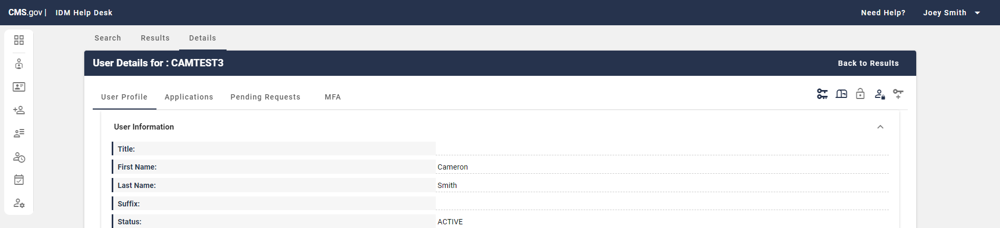 CMS.gov | IDM Help Desk Need Help? Joey Smith
Search Results Details
User Details for : CAMTEST3 Back to Results
User Profile Applications Pending Requests MFA
User Information
Title:
First Name: Cameron
Last Name: Smith
Suffix:
Status: ACTIVE